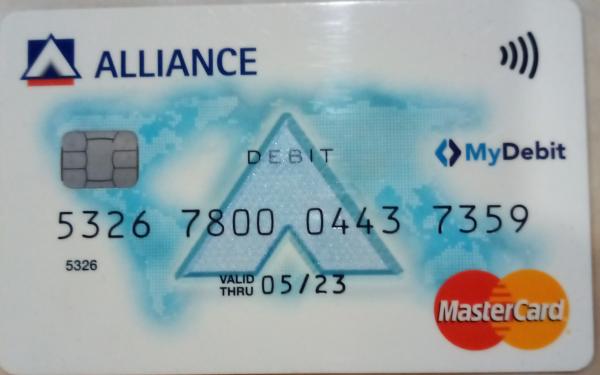 ALLIANCE
DEBIT
MyDebit
5326 7800 0443 7359
5326
VALID THRU 05/23
MasterCard